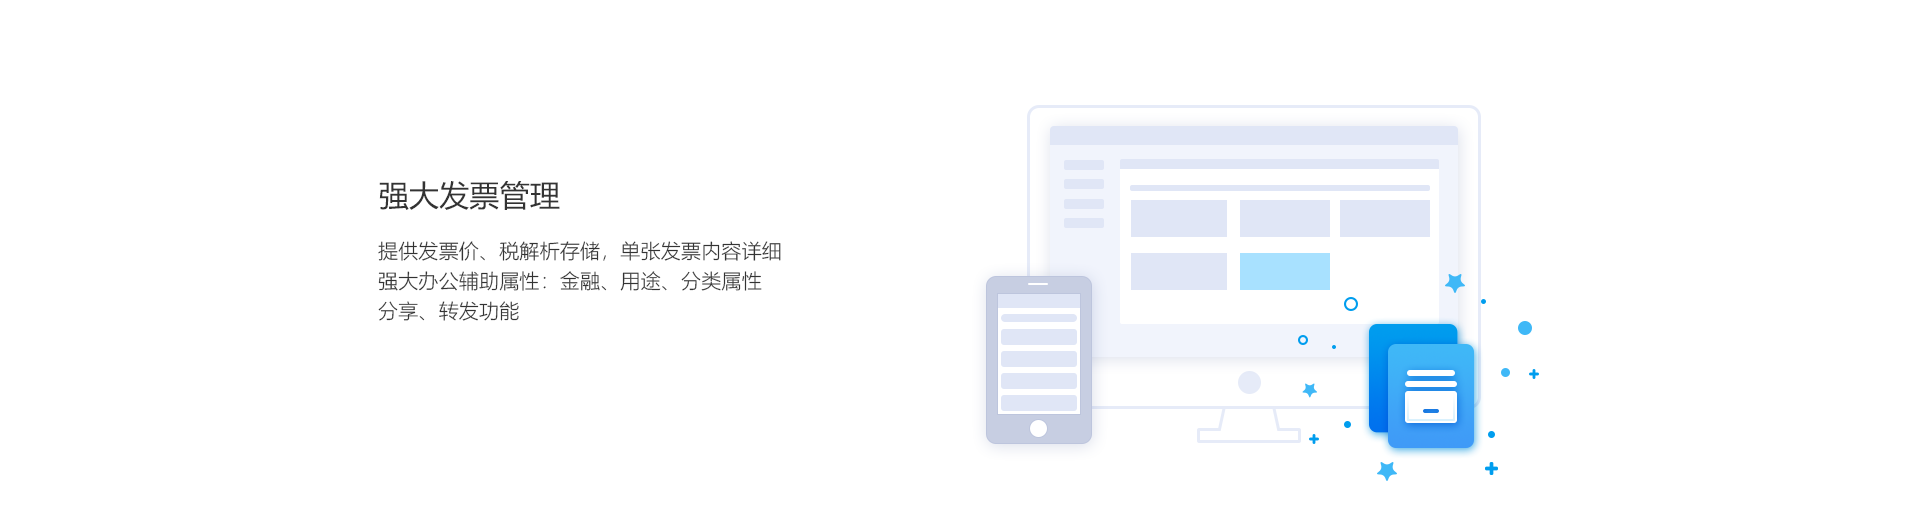 强大发票管理
提供发票价、税解析存储，单张发票内容详细
强大办公辅助属性：金融、用途、分类属性
分享、转发功能